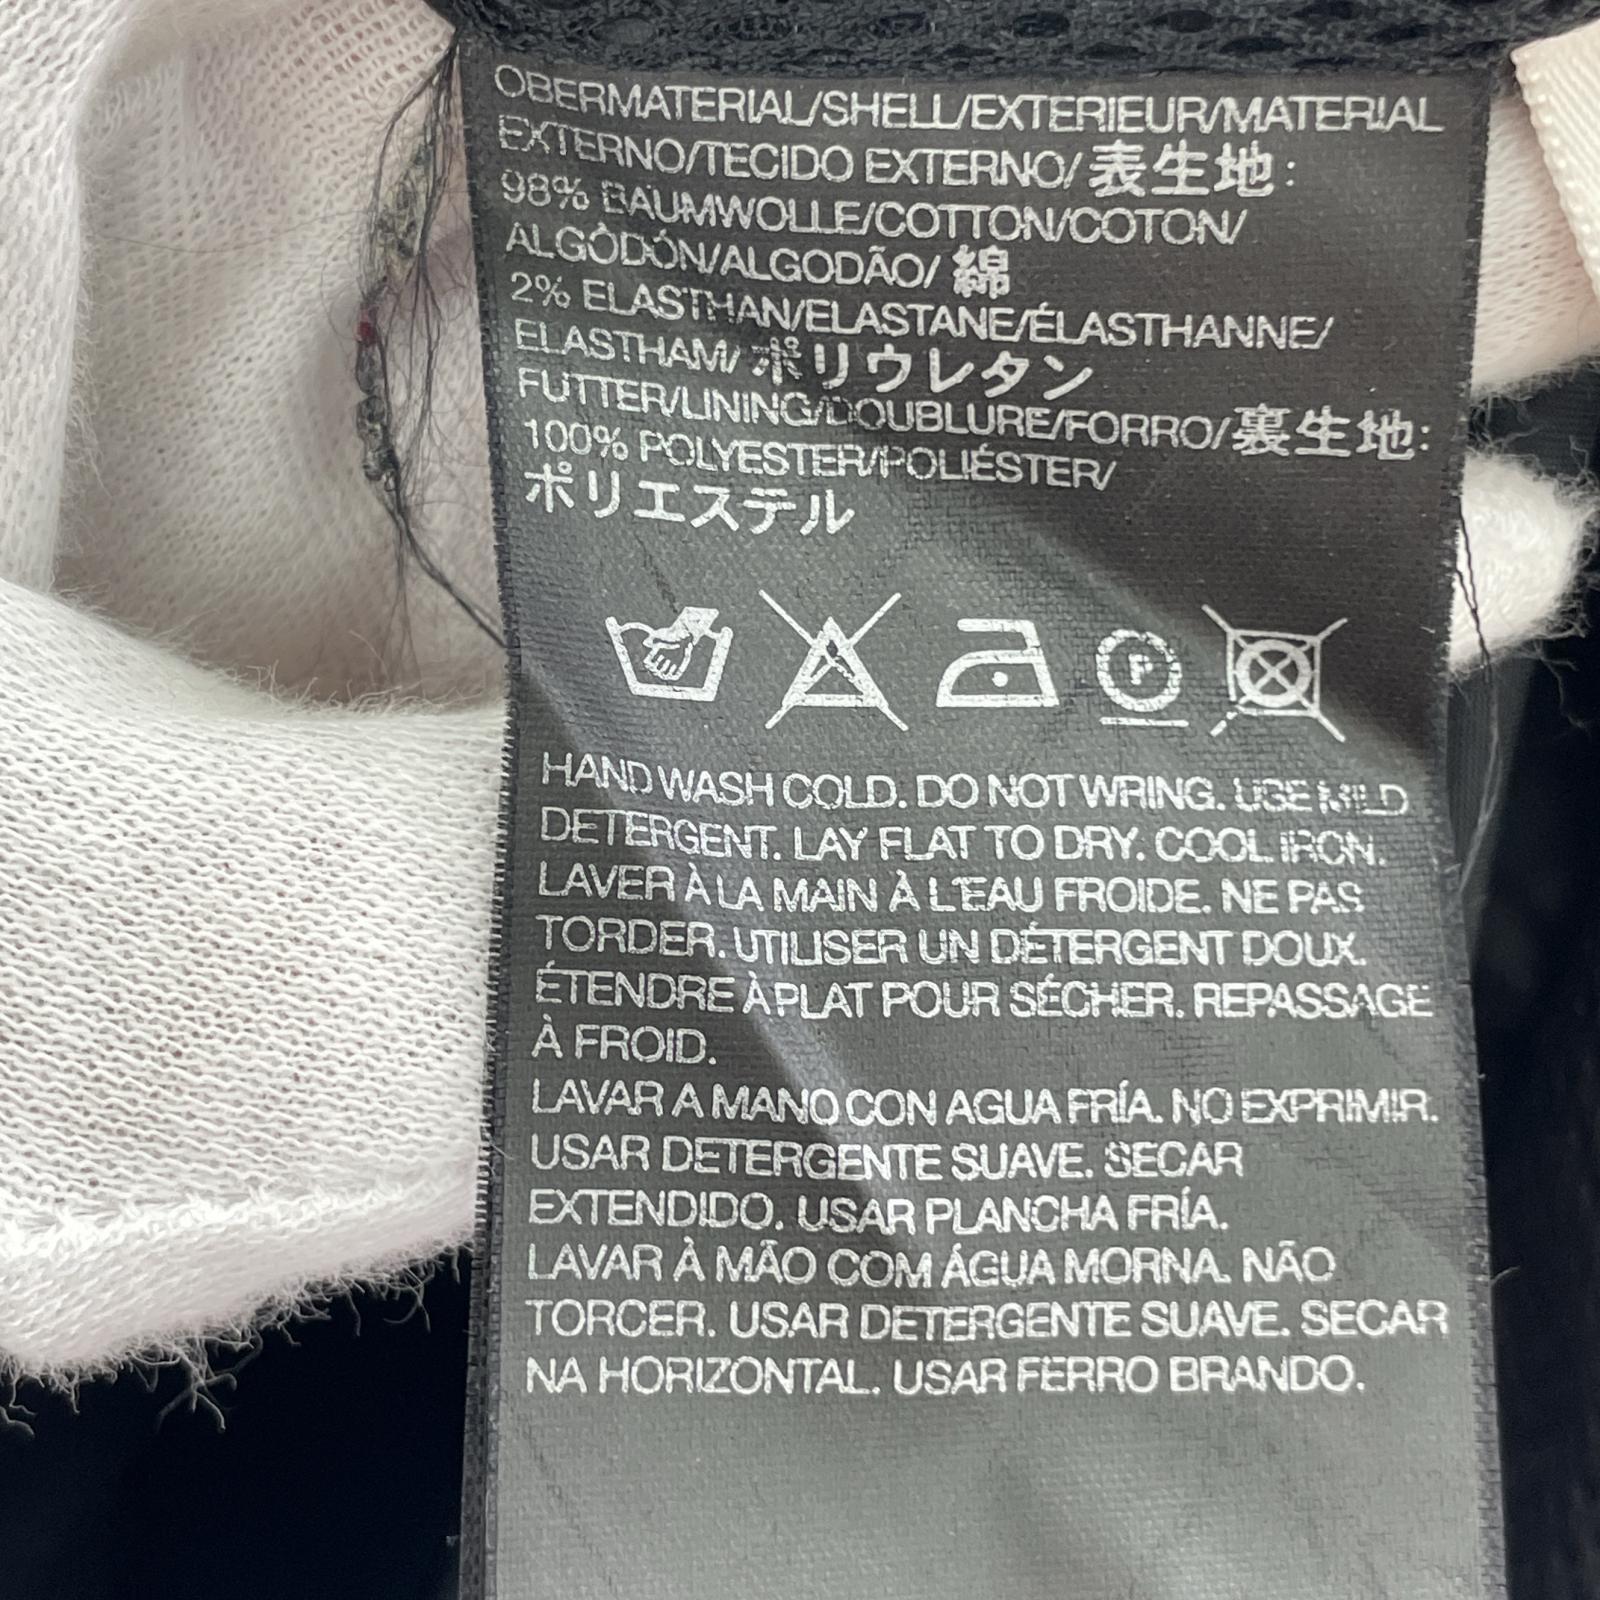 OBERMATERIAL/SHELL/EXTERIEUR/MATERIAL
EXTERNO/TECIDO EXTERNO/ 表生地:
98% BAUMWOLLE/COTTON/COTON/
ALGÔDÓN/ALGODÃO/ 綿
2% ELASTHAN/ELASTANE/ÉLASTHANNE/
ELASTHAM/ ポリウレタン
FUTTER/LINING/DOUBLURE/FORRO/裏生地:
100% POLYESTER/POLIÉSTER/
ポリエステル
P
HAND WASH COLD. DO NOT WRING. USE MILD
DETERGENT. LAY FLAT TO DRY. COOL IRON.
LAVER À LA MAIN À L'EAU FROIDE. NE PAS
TORDER. UTILISER UN DÉTERGENT DOUX.
ÉTENDRE À PLAT POUR SÉCHER. REPASSAGE
À FROID.
LAVAR A MANO CON AGUA FRÍA. NO EXPRIMIR.
USAR DETERGENTE SUAVE. SECAR
EXTENDIDO. USAR PLANCHA FRÍA.
LAVAR À MÃO COM ÁGUA MORNA. NÃO
TORCER. USAR DETERGENTE SUAVE. SECAR
NA HORIZONTAL. USAR FERRO BRANDO.